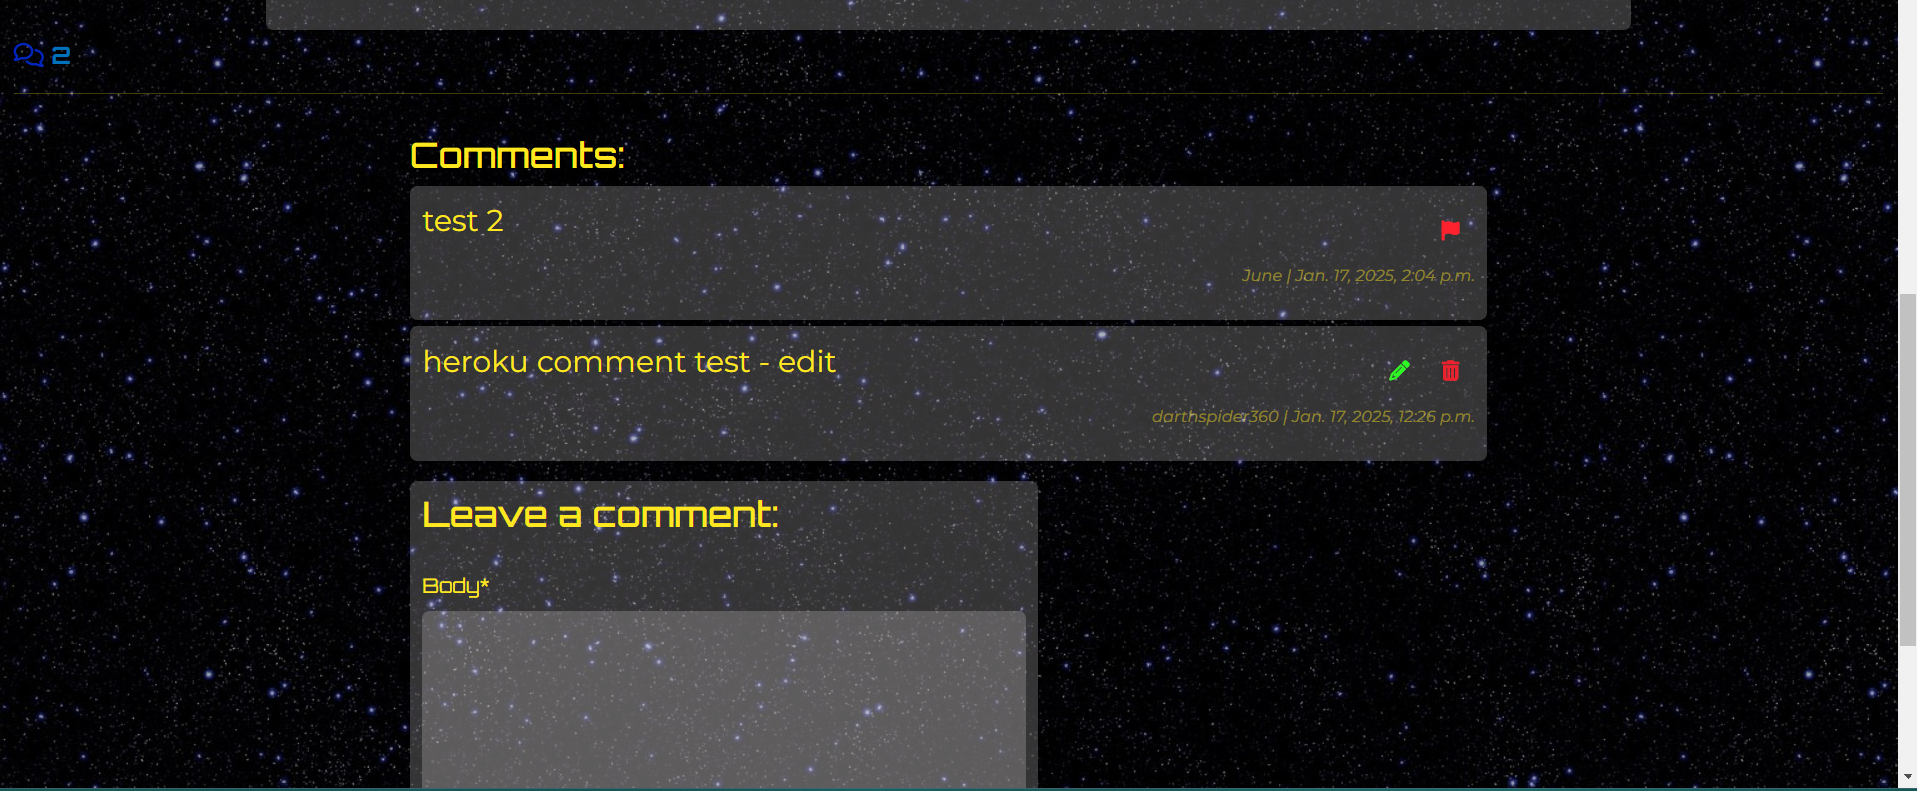 2
Comments:
test 2
June | Jan. 17, 2025, 2:04 p.m.
heroku comment test - edit
darthspider360 | Jan. 17, 2025, 12:26 p.m.
Leave a comment:
Body*